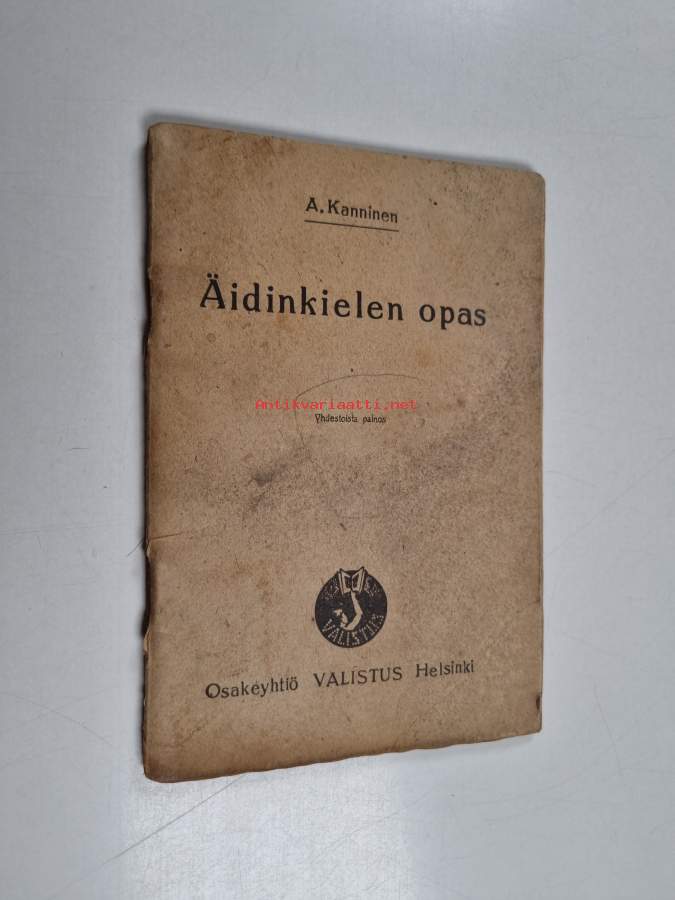 A. Kanninen
Äidinkielen opas
Antikvariaatti.net
Yhdestoista painos
VALISTUS
Osakeyhtiö VALISTUS Helsinki